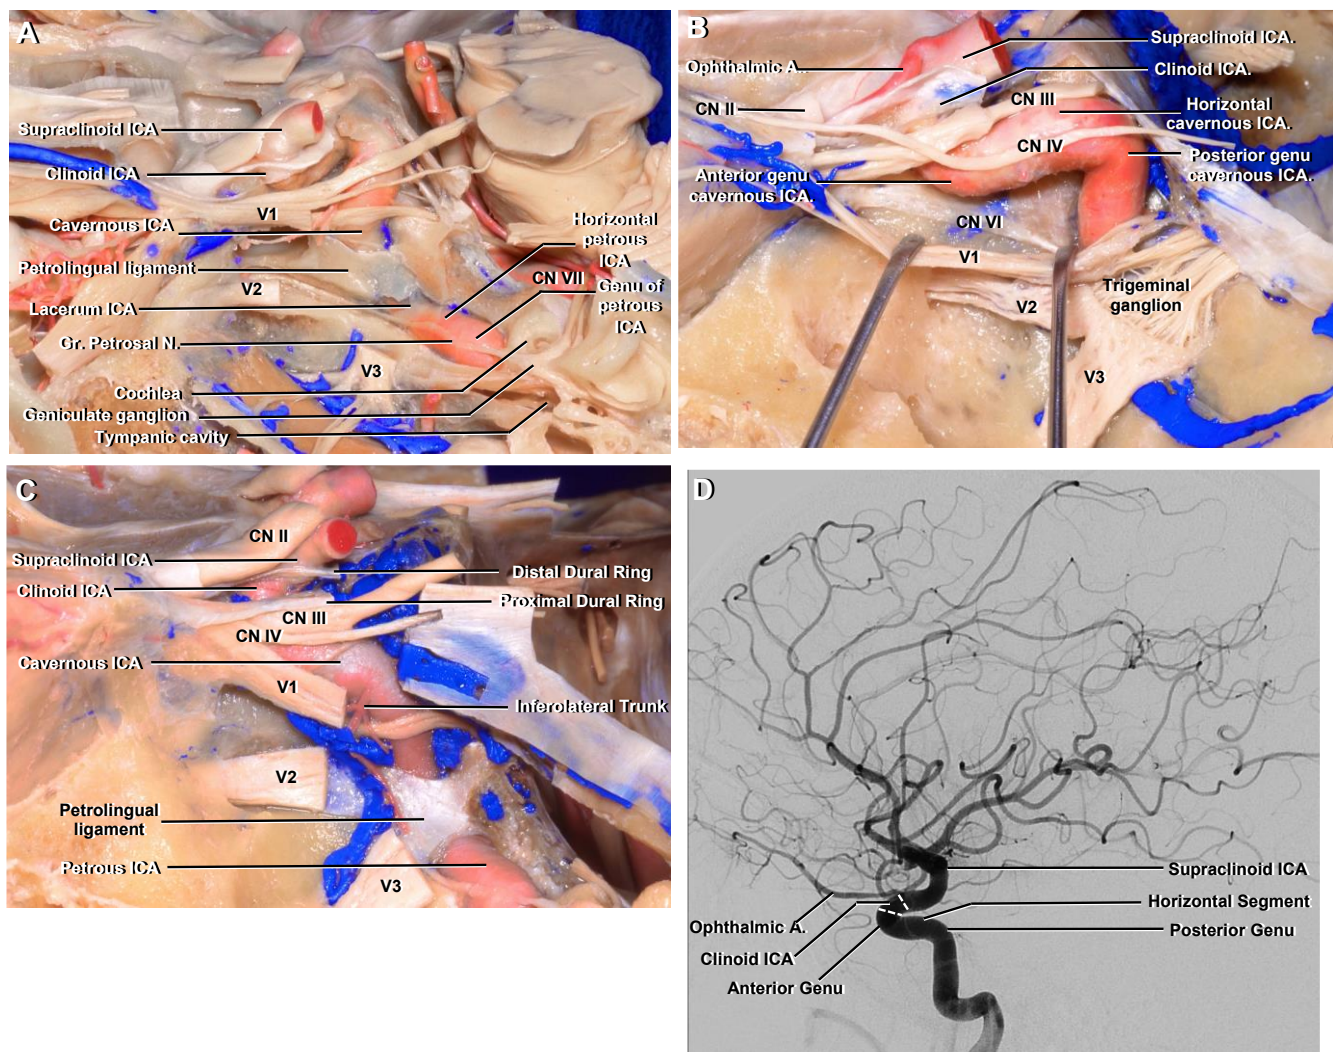 A
Supraclinoid ICA
Clinoid ICA
V1
Cavernous ICA
Petrolingual ligament
V2
Lacerum ICA
Gr. Petrosal N.
V3
Cochlea
Geniculate ganglion
Tympanic cavity
Horizontal
petrous
ICA
CN VII
Genu of
petrous
ICA
B
Supraclinoid ICA.
Ophthalmic A.
Clinoid ICA.
CN II
CN III
Horizontal
cavernous ICA.
CN IV
Posterior genu
cavernous ICA.
Anterior genu
cavernous ICA.
CN VI
V1
V2
Trigeminal
ganglion
V3
C
CN II
Supraclinoid ICA
Distal Dural Ring
Clinoid ICA
Proximal Dural Ring
CN III
CN IV
Cavernous ICA
V1
Inferolateral Trunk
V2
Petrolingual
ligament
Petrous ICA
V3
D
Supraclinoid ICA
Horizontal Segment
Ophthalmic A.
Posterior Genu
Clinoid ICA
Anterior Genu